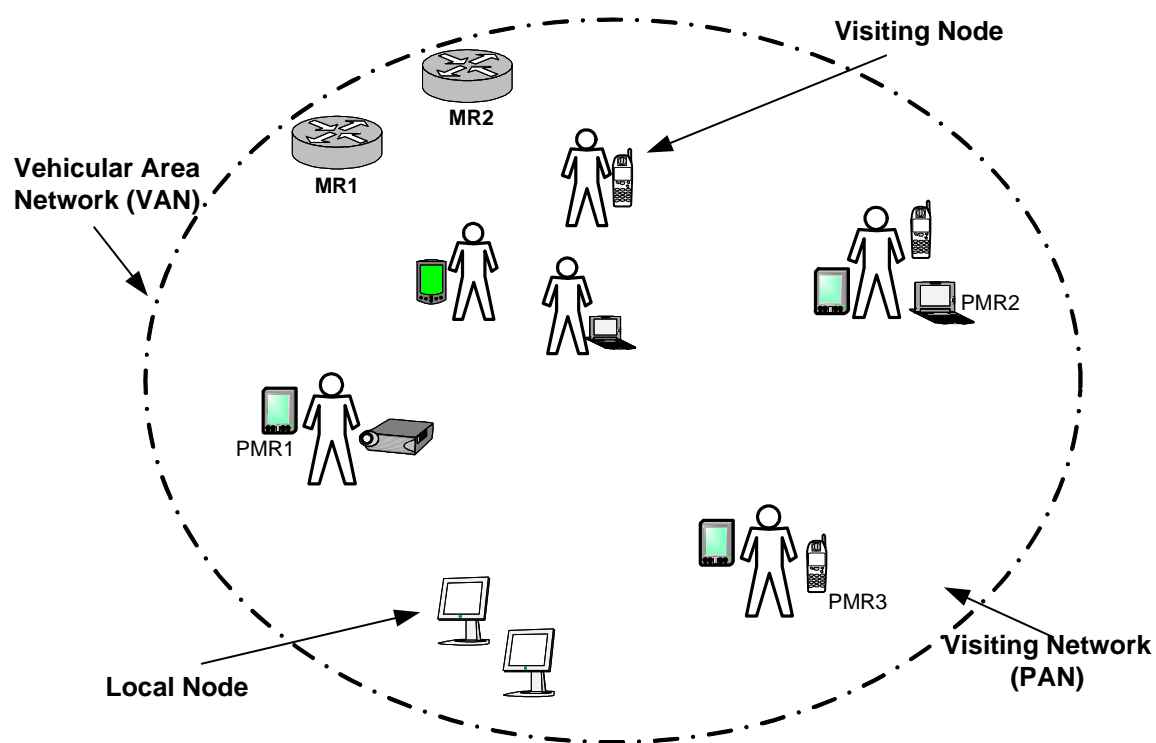 Visiting Node
MR2
MR1
Vehicular Area
Network (VAN)
PMR2
PMR1
PMR3
Visiting Network
(PAN)
Local Node